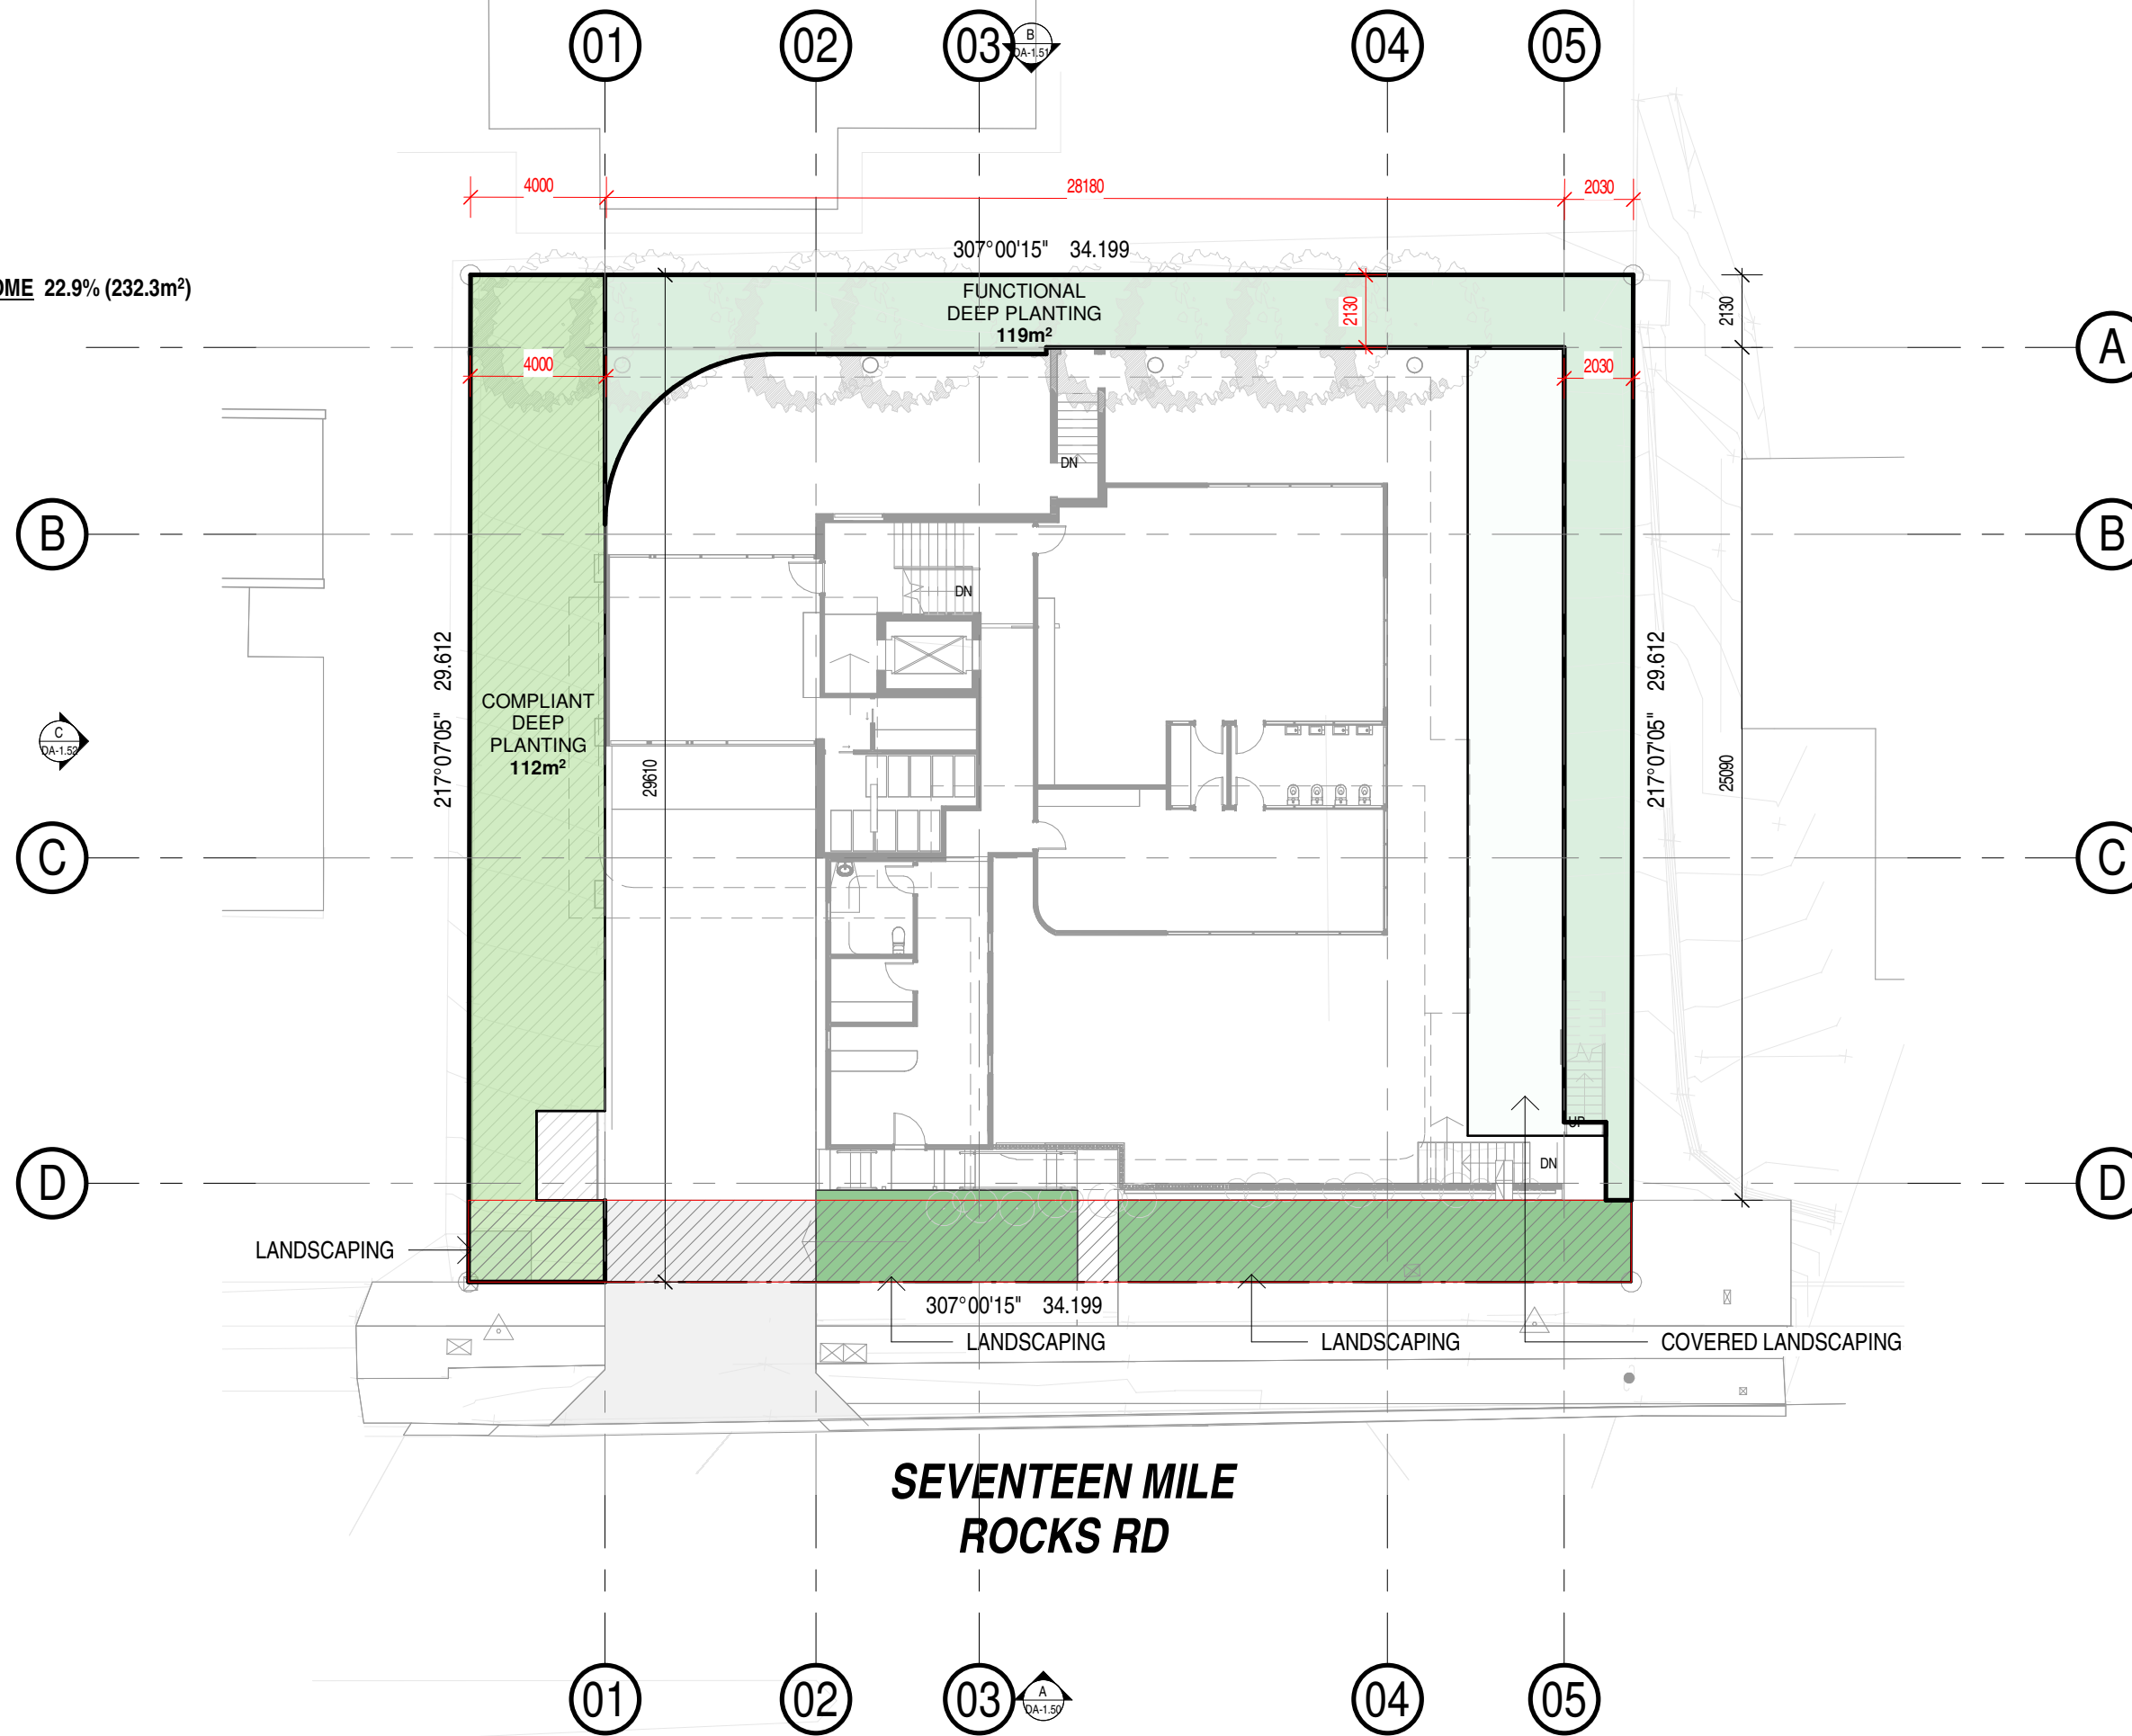 01
02
03
B
DA-1.51
04
05
4000
28180
2030
307°00'15" 34.199
22.9% (232.3m²)
FUNCTIONAL
DEEP PLANTING
119m²
2130
2130
A
4000
2030
DN
B
B
DN
217°07'05" 29.612
217°07'05" 29.612
COMPLIANT
DEEP
PLANTING
112m²
C
DA-1.52
29610
25090
C
C
UP
D
DN
D
LANDSCAPING
307°00'15" 34.199
LANDSCAPING
LANDSCAPING
COVERED LANDSCAPING
SEVENTEEN MILE
ROCKS RD
01
02
03
A
DA-1.50
04
05